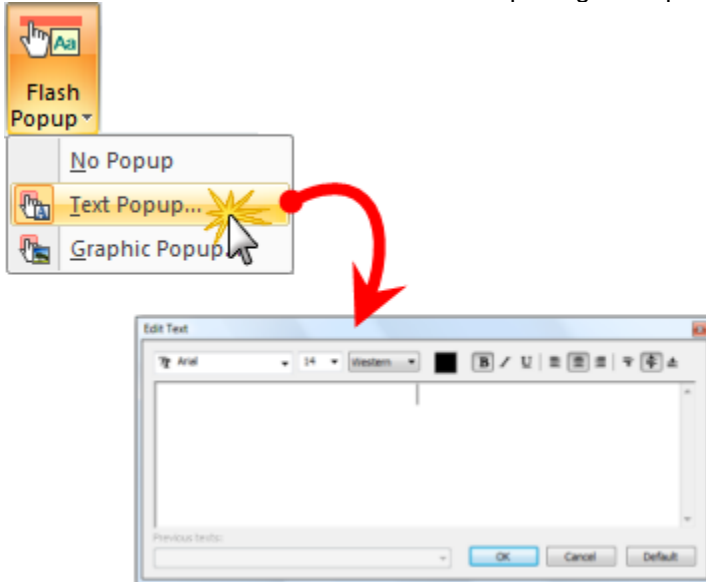 Aa
Flash
Popup
No Popup
Text Popup...
Graphic Popup...
Edit Text
Arial 14 Western B I U
Previous texts:
OK Cancel Default